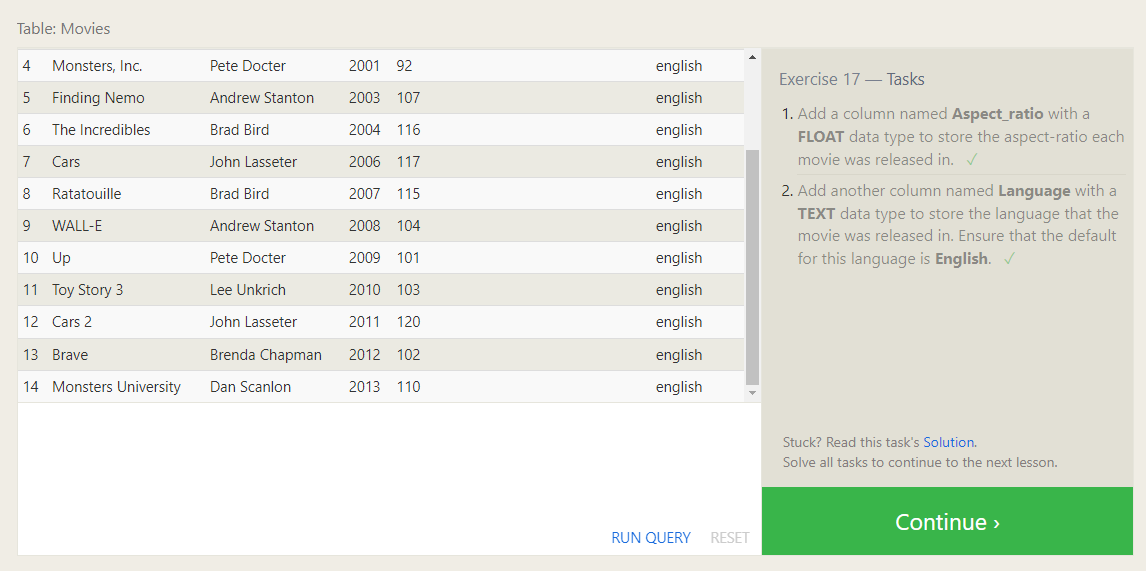 Table: Movies
4 Monsters, Inc. Pete Docter 2001 92 english
5 Finding Nemo Andrew Stanton 2003 107 english
6 The Incredibles Brad Bird 2004 116 english
7 Cars John Lasseter 2006 117 english
8 Ratatouille Brad Bird 2007 115 english
9 WALL-E Andrew Stanton 2008 104 english
10 Up Pete Docter 2009 101 english
11 Toy Story 3 Lee Unkrich 2010 103 english
12 Cars 2 John Lasseter 2011 120 english
13 Brave Brenda Chapman 2012 102 english
14 Monsters University Dan Scanlon 2013 110 english
RUN QUERY RESET
Exercise 17 — Tasks
1. Add a column named Aspect_ratio with a
FLOAT data type to store the aspect-ratio each
movie was released in. ✓
2. Add another column named Language with a
TEXT data type to store the language that the
movie was released in. Ensure that the default
for this language is English. ✓
Stuck? Read this task's Solution.
Solve all tasks to continue to the next lesson.
Continue ›